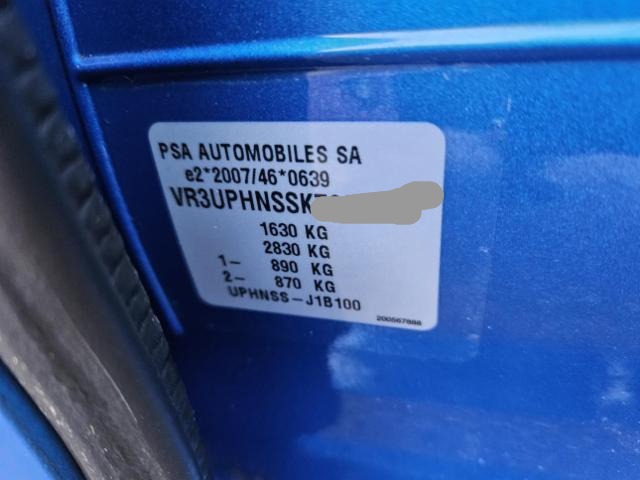 PSA AUTOMOBILES SA
e2*2007/46*0639
VR3UPHNSSK
1630 KG
2830 KG
1- 890 KG
2- 870 KG
UPHNSS-J1B100
200567888